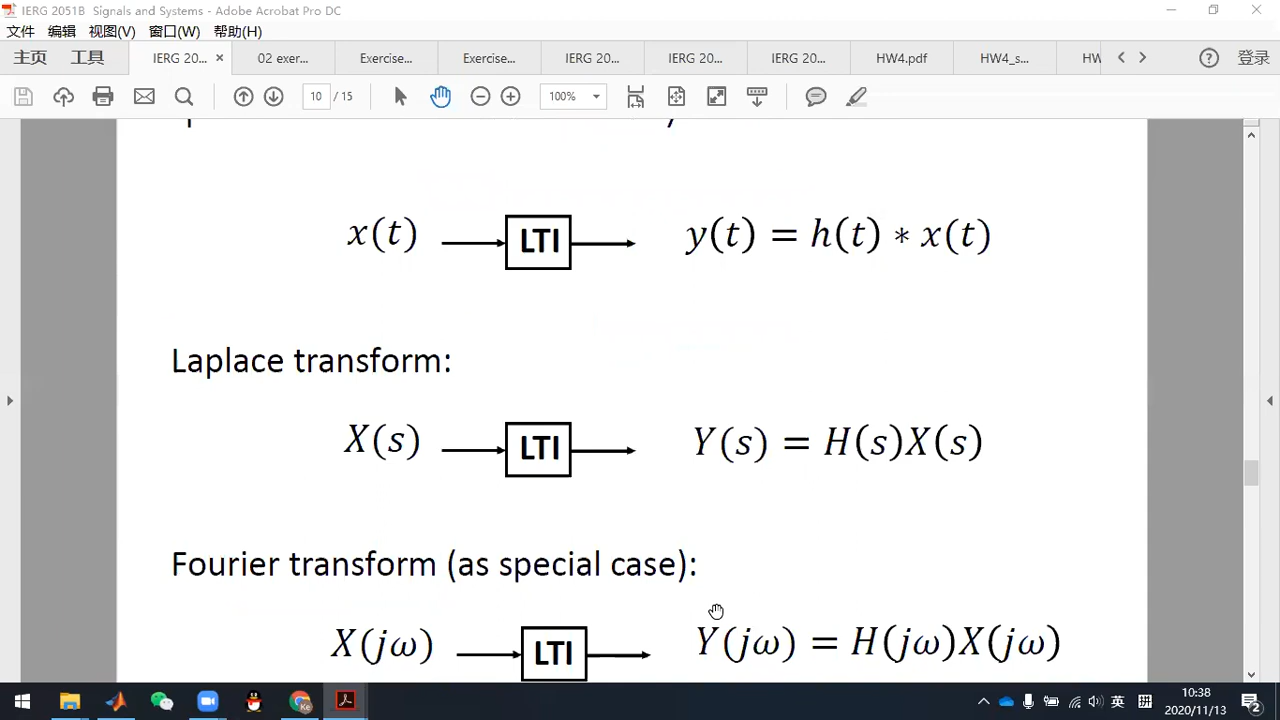 IERG 2051B Signals and Systems - Adobe Acrobat Pro DC
文件 编辑 视图(V) 窗口(W) 帮助(H)
主页 工具 IERG 20... × 02 exer... Exercise... Exercise... IERG 20... IERG 20... IERG 20... HW4.pdf HW4_s... HW 登录
10 / 15 100%
x(t) LTI y(t) = h(t) ∗ x(t)
Laplace transform:
X(s) LTI Y(s) = H(s)X(s)
Fourier transform (as special case):
X(jω) LTI Y(jω) = H(jω)X(jω)
英 拼 10:38
2020/11/13 2